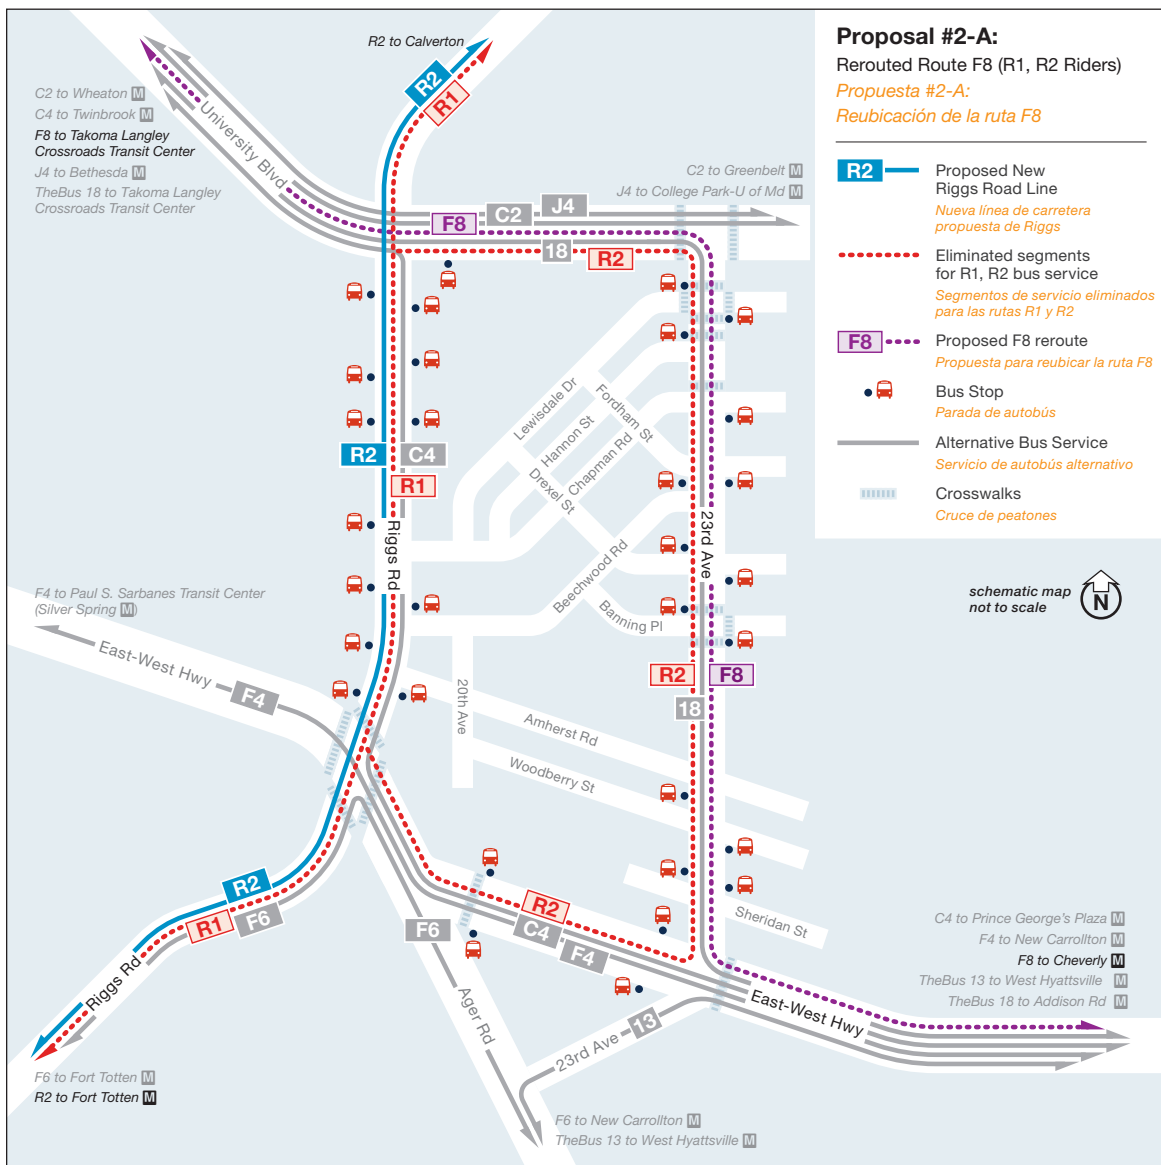 R2 to Calverton
C2 to Wheaton M
C4 to Twinbrook M
F8 to Takoma Langley
Crossroads Transit Center
J4 to Bethesda M
TheBus 18 to Takoma Langley
Crossroads Transit Center
University Blvd
R2
R1
C2 to Greenbelt M
J4 to College Park-U of Md M
F8
C2
J4
18
R2
Proposal #2-A:
Rerouted Route F8 (R1, R2 Riders)
Propuesta #2-A:
Reubicación de la ruta F8
R2
Proposed New
Riggs Road Line
Nueva línea de carretera
propuesta de Riggs
Eliminated segments
for R1, R2 bus service
Segmentos de servicio eliminados
para las rutas R1 y R2
F8
Proposed F8 reroute
Propuesta para reubicar la ruta F8
Bus Stop
Parada de autobús
Alternative Bus Service
Servicio de autobús alternativo
Crosswalks
Cruce de peatones
schematic map
not to scale
N
Lewisdale Dr
Fordham St
Hannon St
Chapman Rd
Drexel St
R2
C4
R1
Riggs Rd
23rd Ave
Beechwood Rd
Banning Pl
F4 to Paul S. Sarbanes Transit Center
(Silver Spring M)
East-West Hwy
F4
20th Ave
R2
F8
18
Amherst Rd
Woodberry St
Sheridan St
R2
R1
F6
Riggs Rd
R2
C4
F4
F6
Ager Rd
23rd Ave
13
East-West Hwy
C4 to Prince George's Plaza M
F4 to New Carrollton M
F8 to Cheverly M
TheBus 13 to West Hyattsville M
TheBus 18 to Addison Rd M
F6 to Fort Totten M
R2 to Fort Totten M
F6 to New Carrollton M
TheBus 13 to West Hyattsville M